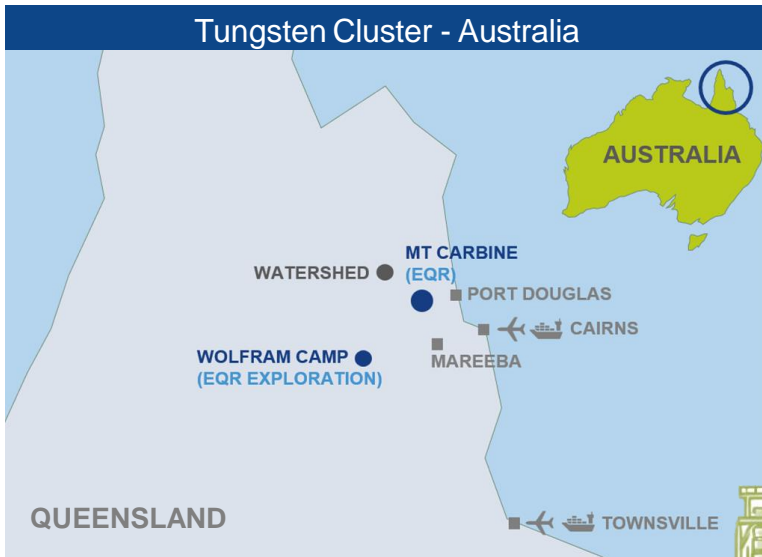 Tungsten Cluster - Australia
AUSTRALIA
MT CARBINE
(EQR)
WATERSHED
PORT DOUGLAS
CAIRNS
MAREEBA
WOLFRAM CAMP
(EQR EXPLORATION)
QUEENSLAND
TOWNSVILLE